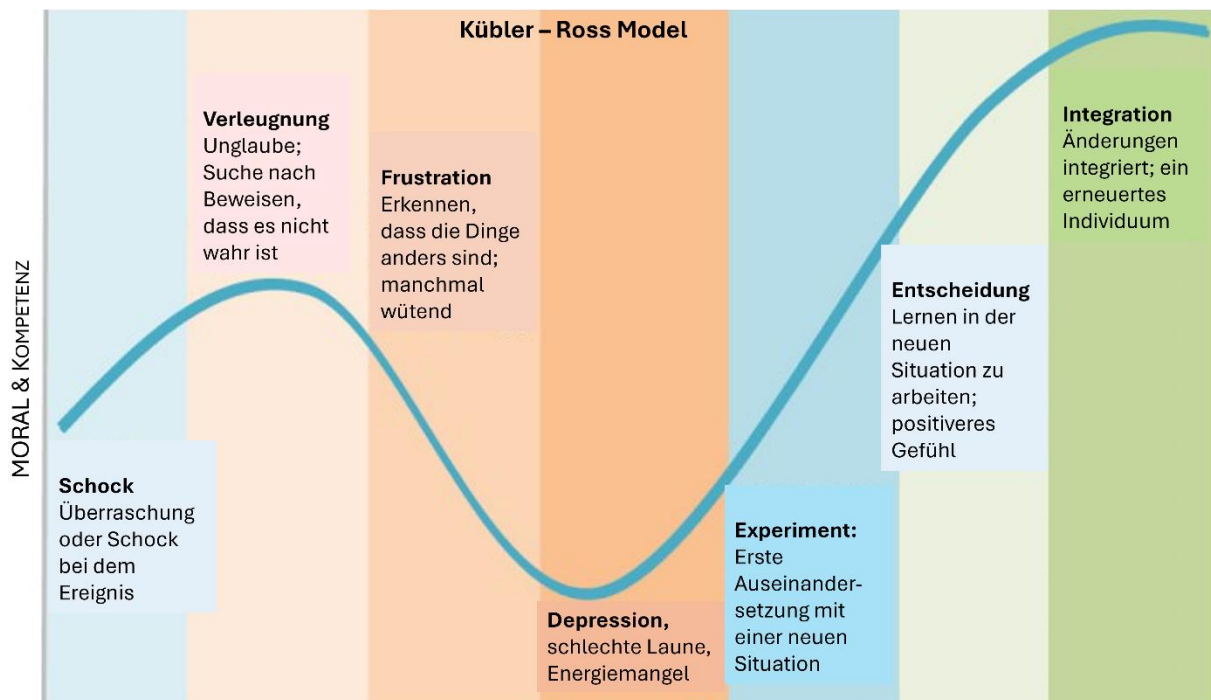 Kübler – Ross Model
MORAL & KOMPETENZ
Schock
Überraschung
oder Schock
bei dem
Ereignis
Verleugnung
Unglaube;
Suche nach
Beweisen,
dass es nicht
wahr ist
Frustration
Erkennen,
dass die Dinge
anders sind;
manchmal
wütend
Depression,
schlechte Laune,
Energiemangel
Experiment:
Erste
Auseinander-
setzung mit
einer neuen
Situation
Entscheidung
Lernen in der
neuen
Situation zu
arbeiten;
positiveres
Gefühl
Integration
Änderungen
integriert; ein
erneuertes
Individuum